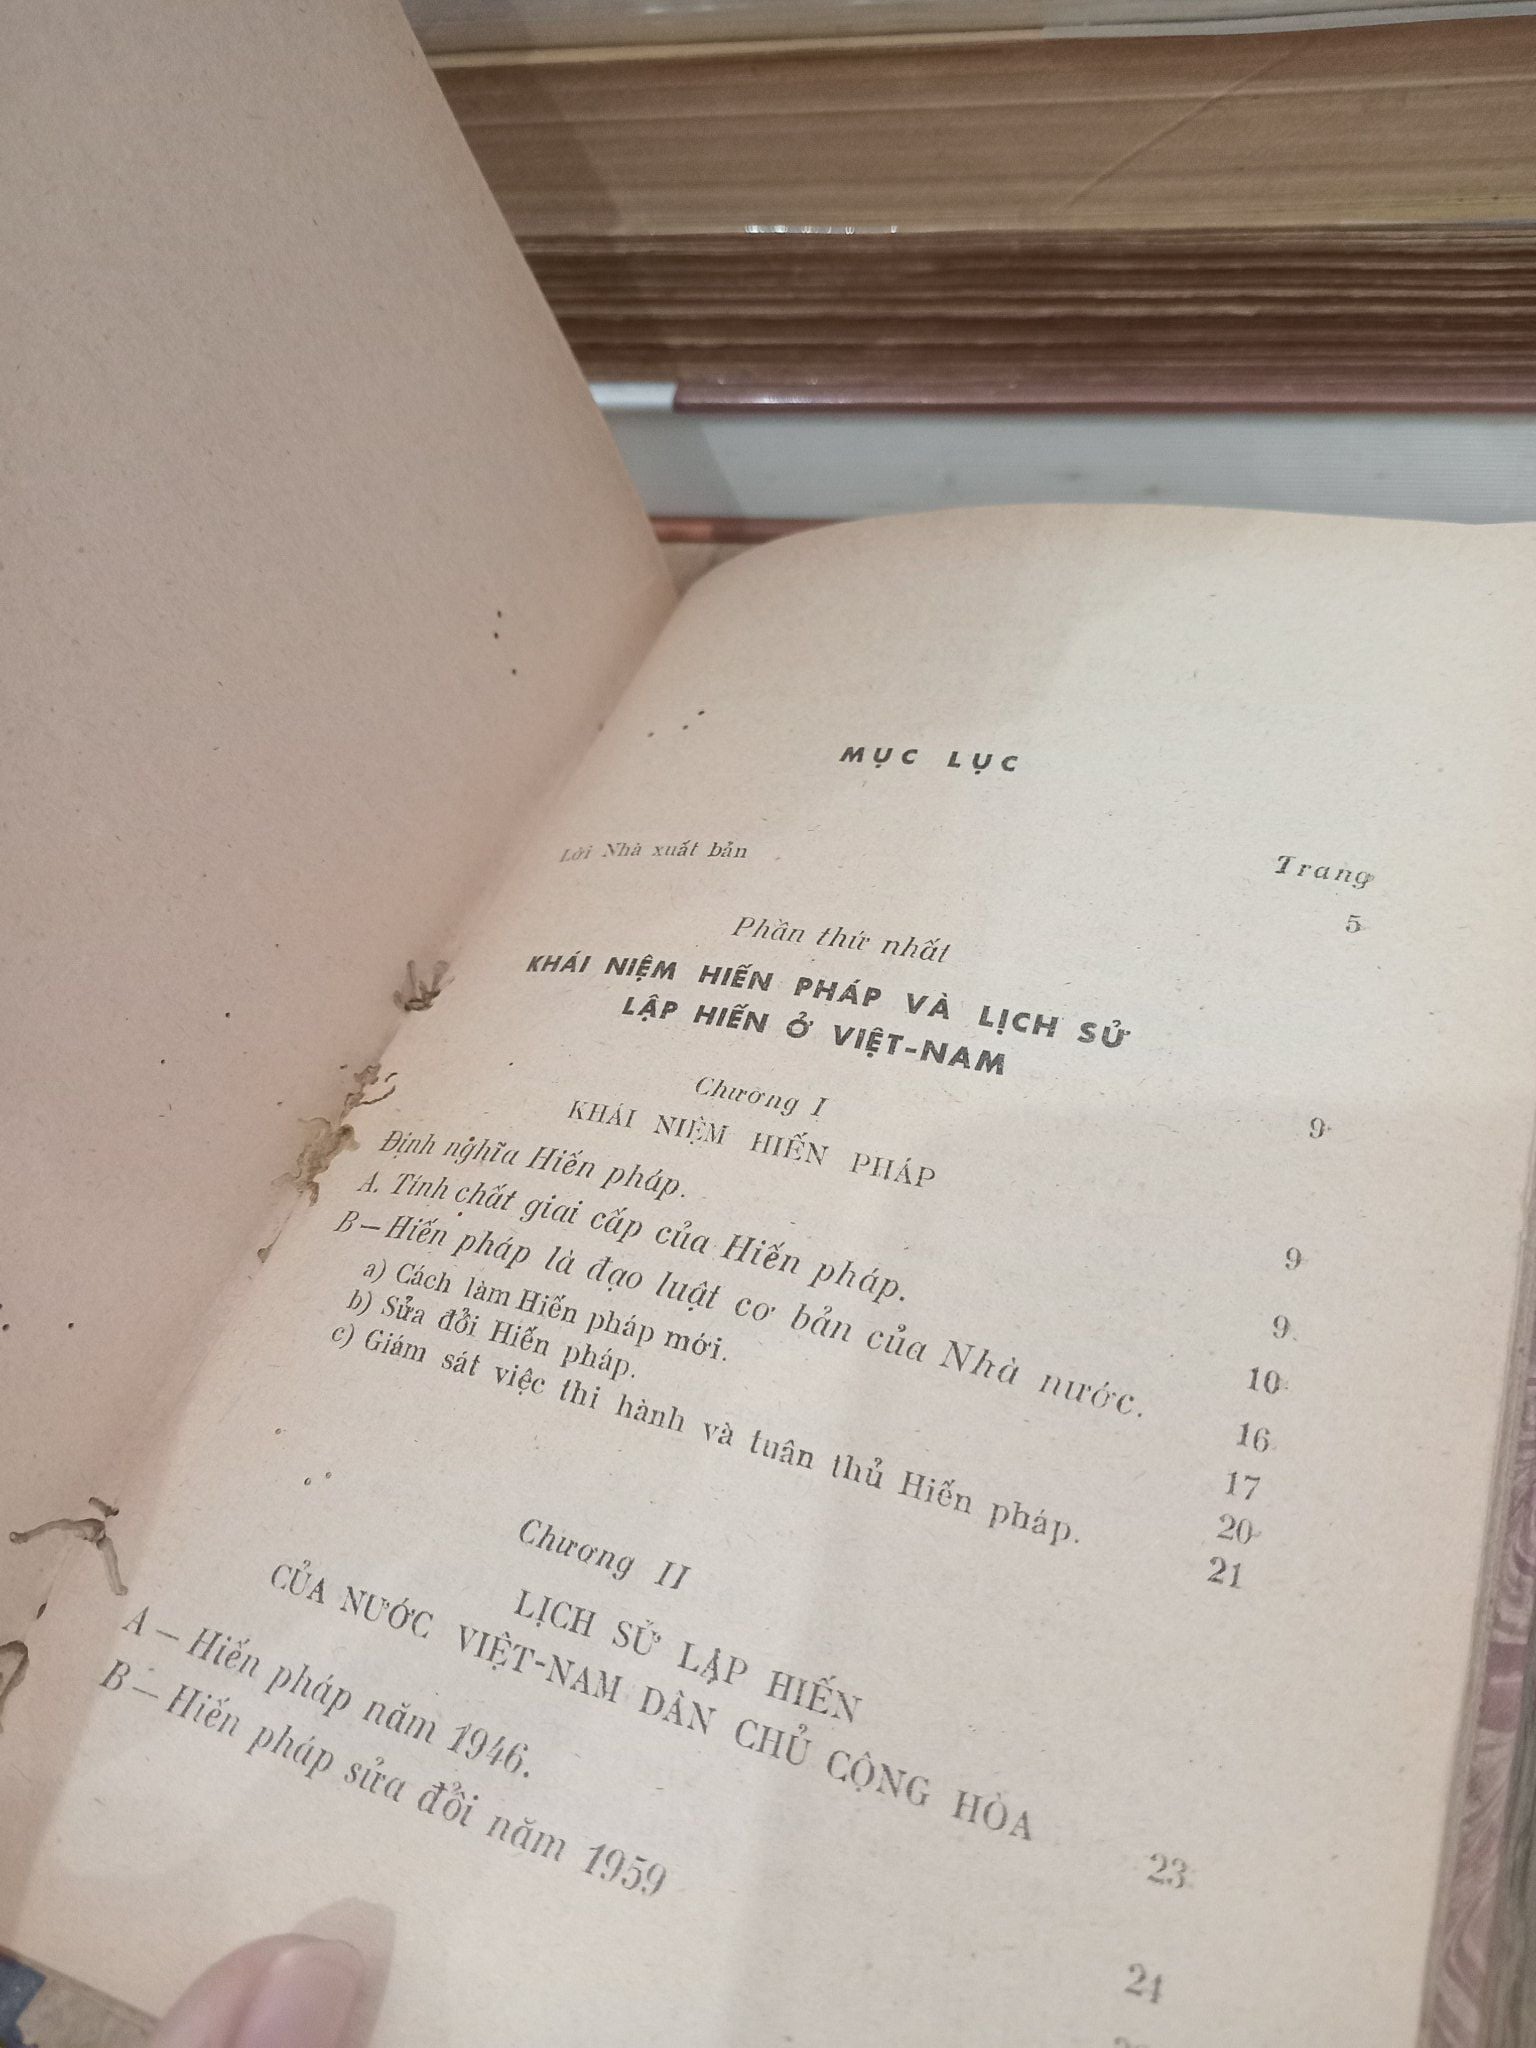 MỤC LỤC
Trang
Lời Nhà xuất bản 5
Phần thứ nhất
KHÁI NIỆM HIẾN PHÁP VÀ LỊCH SỬ
LẬP HIẾN Ở VIỆT-NAM 9
Chương I
KHÁI NIỆM HIẾN PHÁP 9
Định nghĩa Hiến pháp. 9
A. Tính chất giai cấp của Hiến pháp. 10
B — Hiến pháp là đạo luật cơ bản của Nhà nước. 16
a) Cách làm Hiến pháp mới. 17
b) Sửa đổi Hiến pháp. 20
c) Giám sát việc thi hành và tuân thủ Hiến pháp. 21
Chương II
LỊCH SỬ LẬP HIẾN
CỦA NƯỚC VIỆT-NAM DÂN CHỦ CỘNG HÒA 23
A — Hiến pháp năm 1946. 24
B — Hiến pháp sửa đổi năm 1959